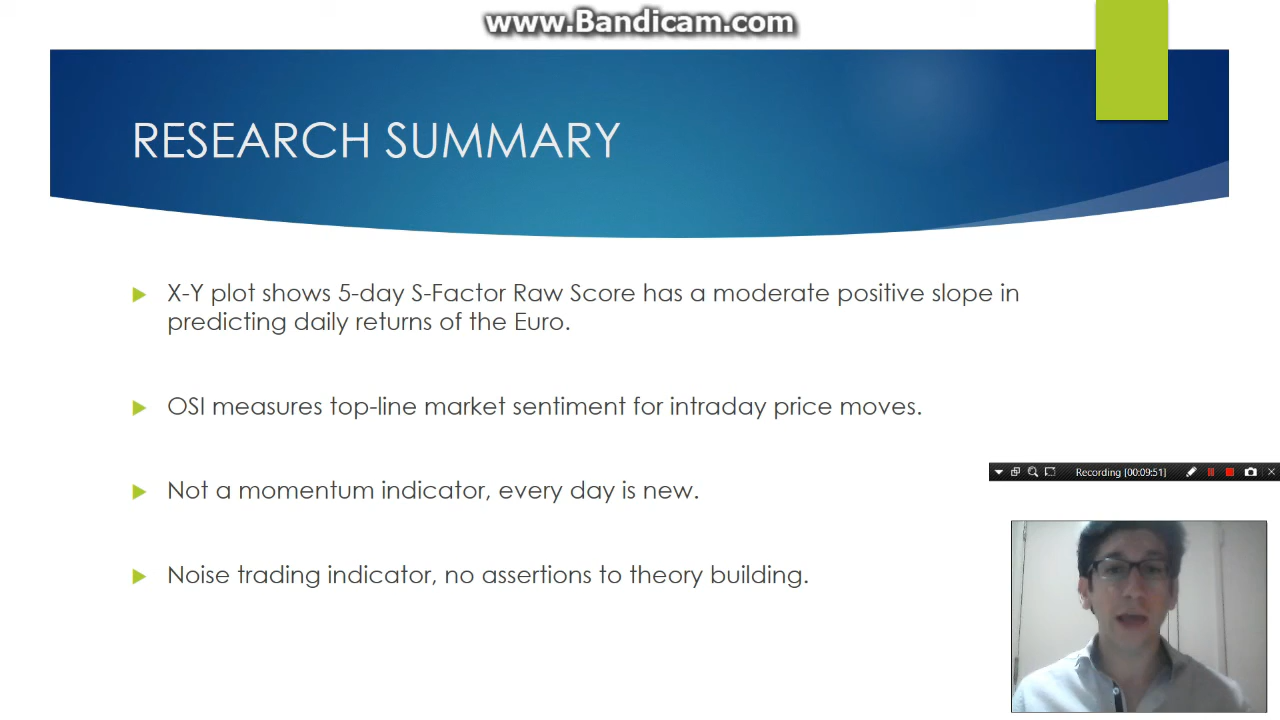 www.Bandicam.com
RESEARCH SUMMARY
X-Y plot shows 5-day S-Factor Raw Score has a moderate positive slope in
predicting daily returns of the Euro.
OSI measures top-line market sentiment for intraday price moves.
Recording [00:09:51]
Not a momentum indicator, every day is new.
Noise trading indicator, no assertions to theory building.